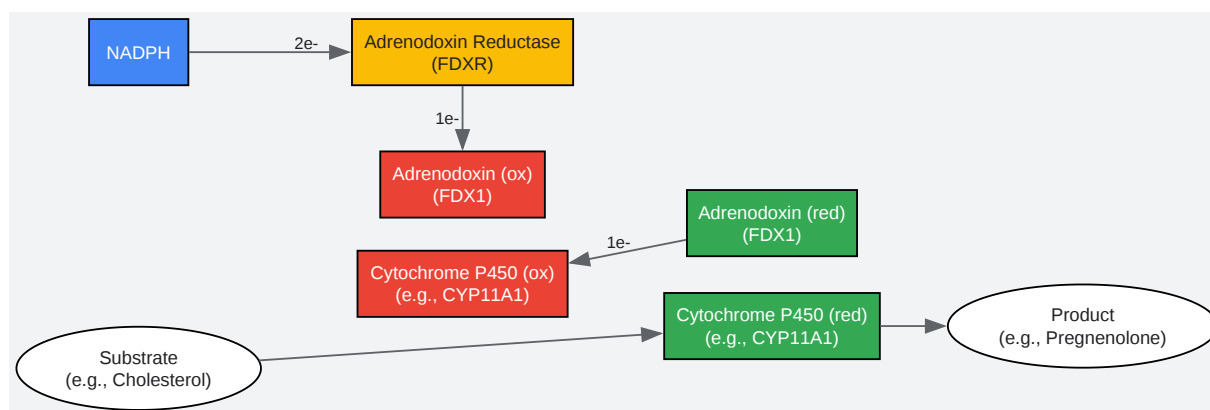 NADPH
2e-
Adrenodoxin Reductase
(FDXR)
1e-
Adrenodoxin (ox)
(FDX1)
Adrenodoxin (red)
(FDX1)
1e-
Cytochrome P450 (ox)
(e.g., CYP11A1)
Cytochrome P450 (red)
(e.g., CYP11A1)
Product
(e.g., Pregnenolone)
Substrate
(e.g., Cholesterol)